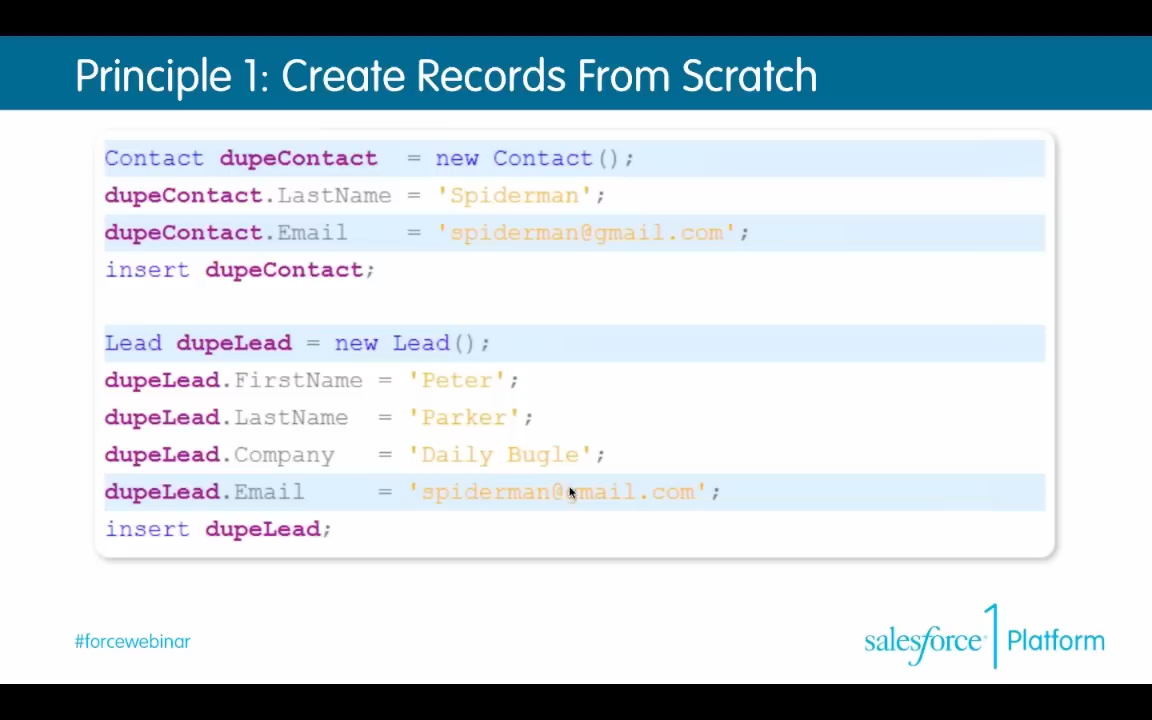 Principle 1: Create Records From Scratch
Contact dupeContact = new Contact();
dupeContact.LastName = 'Spiderman';
dupeContact.Email = 'spiderman@gmail.com';
insert dupeContact;
Lead dupeLead = new Lead();
dupeLead.FirstName = 'Peter';
dupeLead.LastName = 'Parker';
dupeLead.Company = 'Daily Bugle';
dupeLead.Email = 'spiderman@gmail.com';
insert dupeLead;
#forcewebinar
salesforce1 Platform